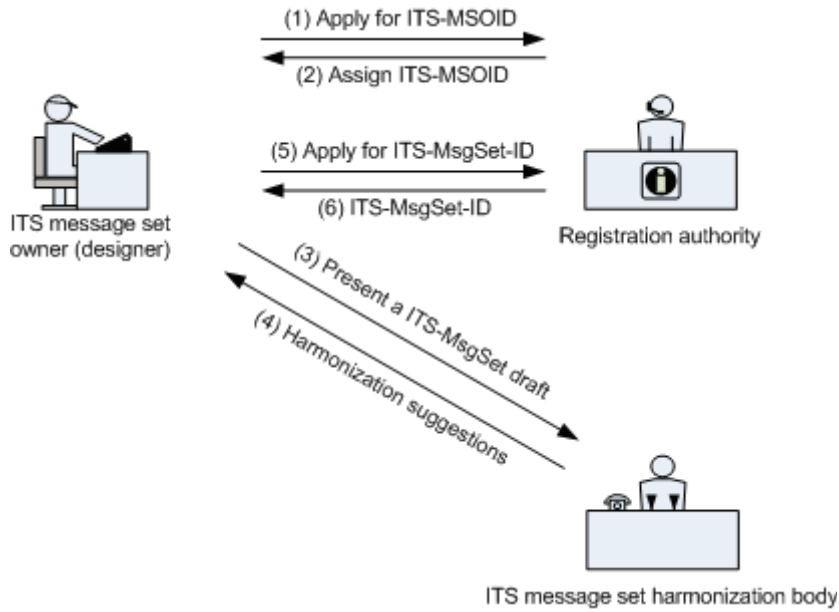 (1) Apply for ITS-MSOID
(2) Assign ITS-MSOID
(5) Apply for ITS-MsgSet-ID
(6) ITS-MsgSet-ID
ITS message set
owner (designer)
Registration authority
(3) Present a ITS-MsgSet draft
(4) Harmonization suggestions
ITS message set harmonization body